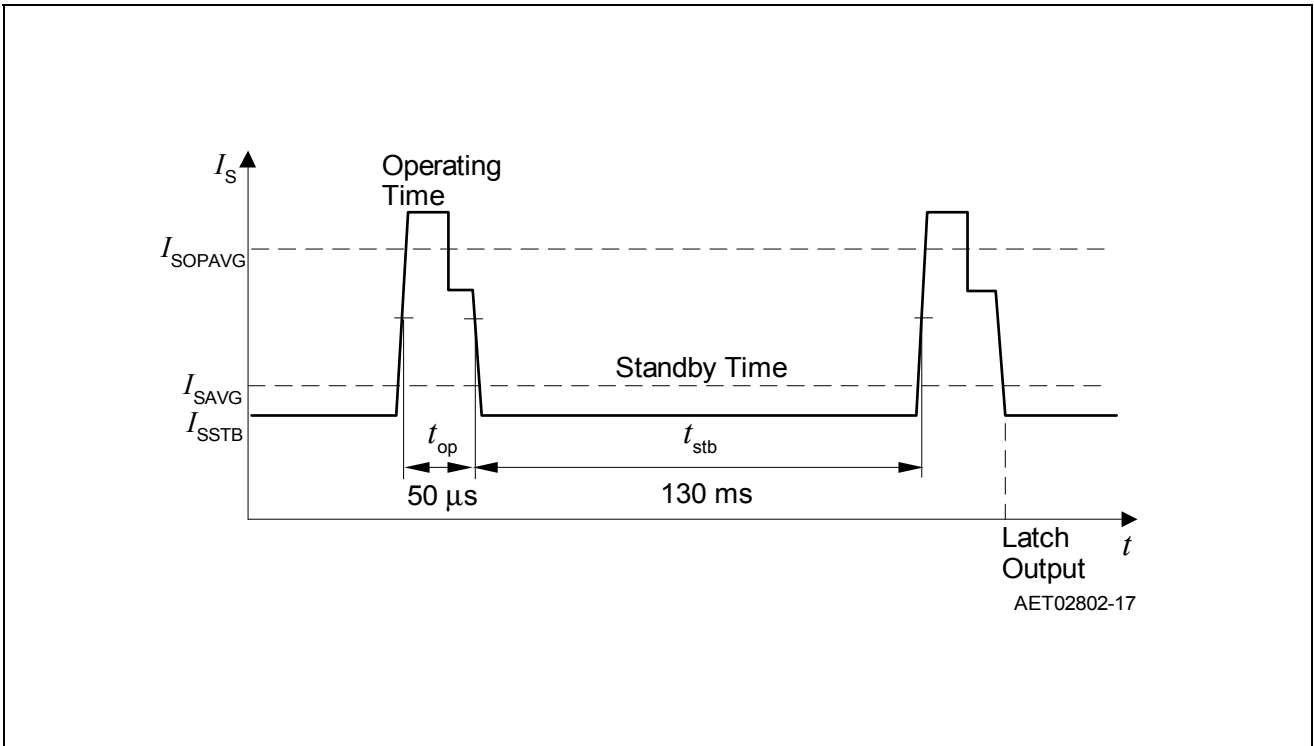 I_S
Operating
Time
I_SOPAVG
Standby Time
I_SAVG
I_SSTB
t_op
t_stb
50 μs
130 ms
Latch
Output
t
AET02802-17